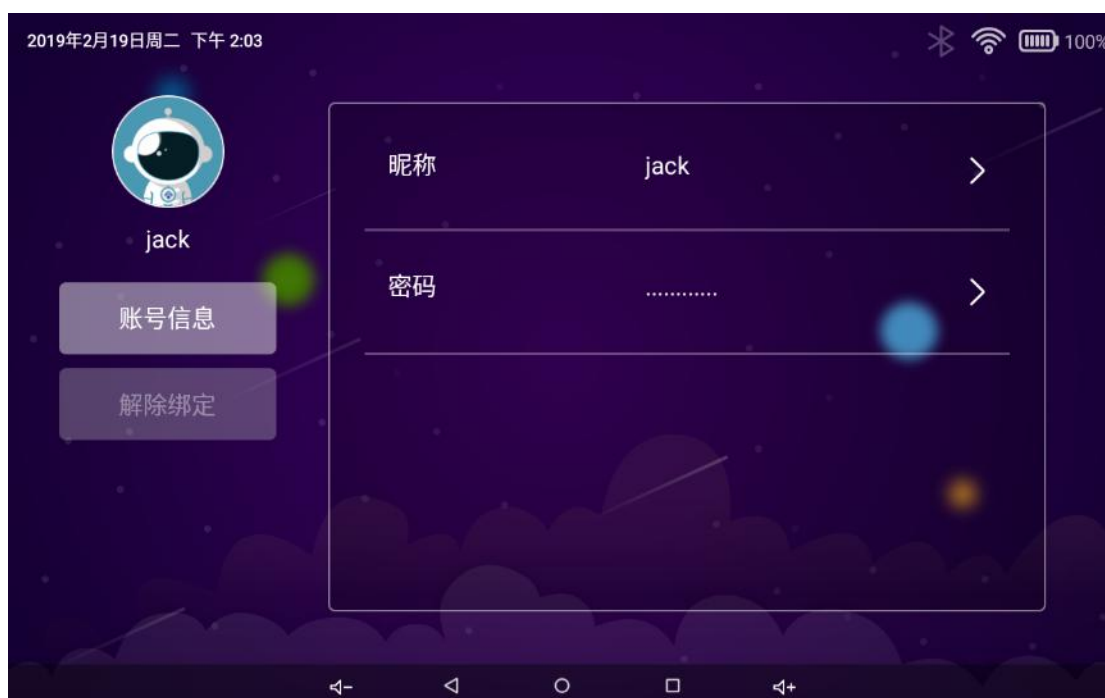 2019年2月19日周二 下午 2:03
100%
jack
账号信息
解除绑定
昵称 jack
密码 ............